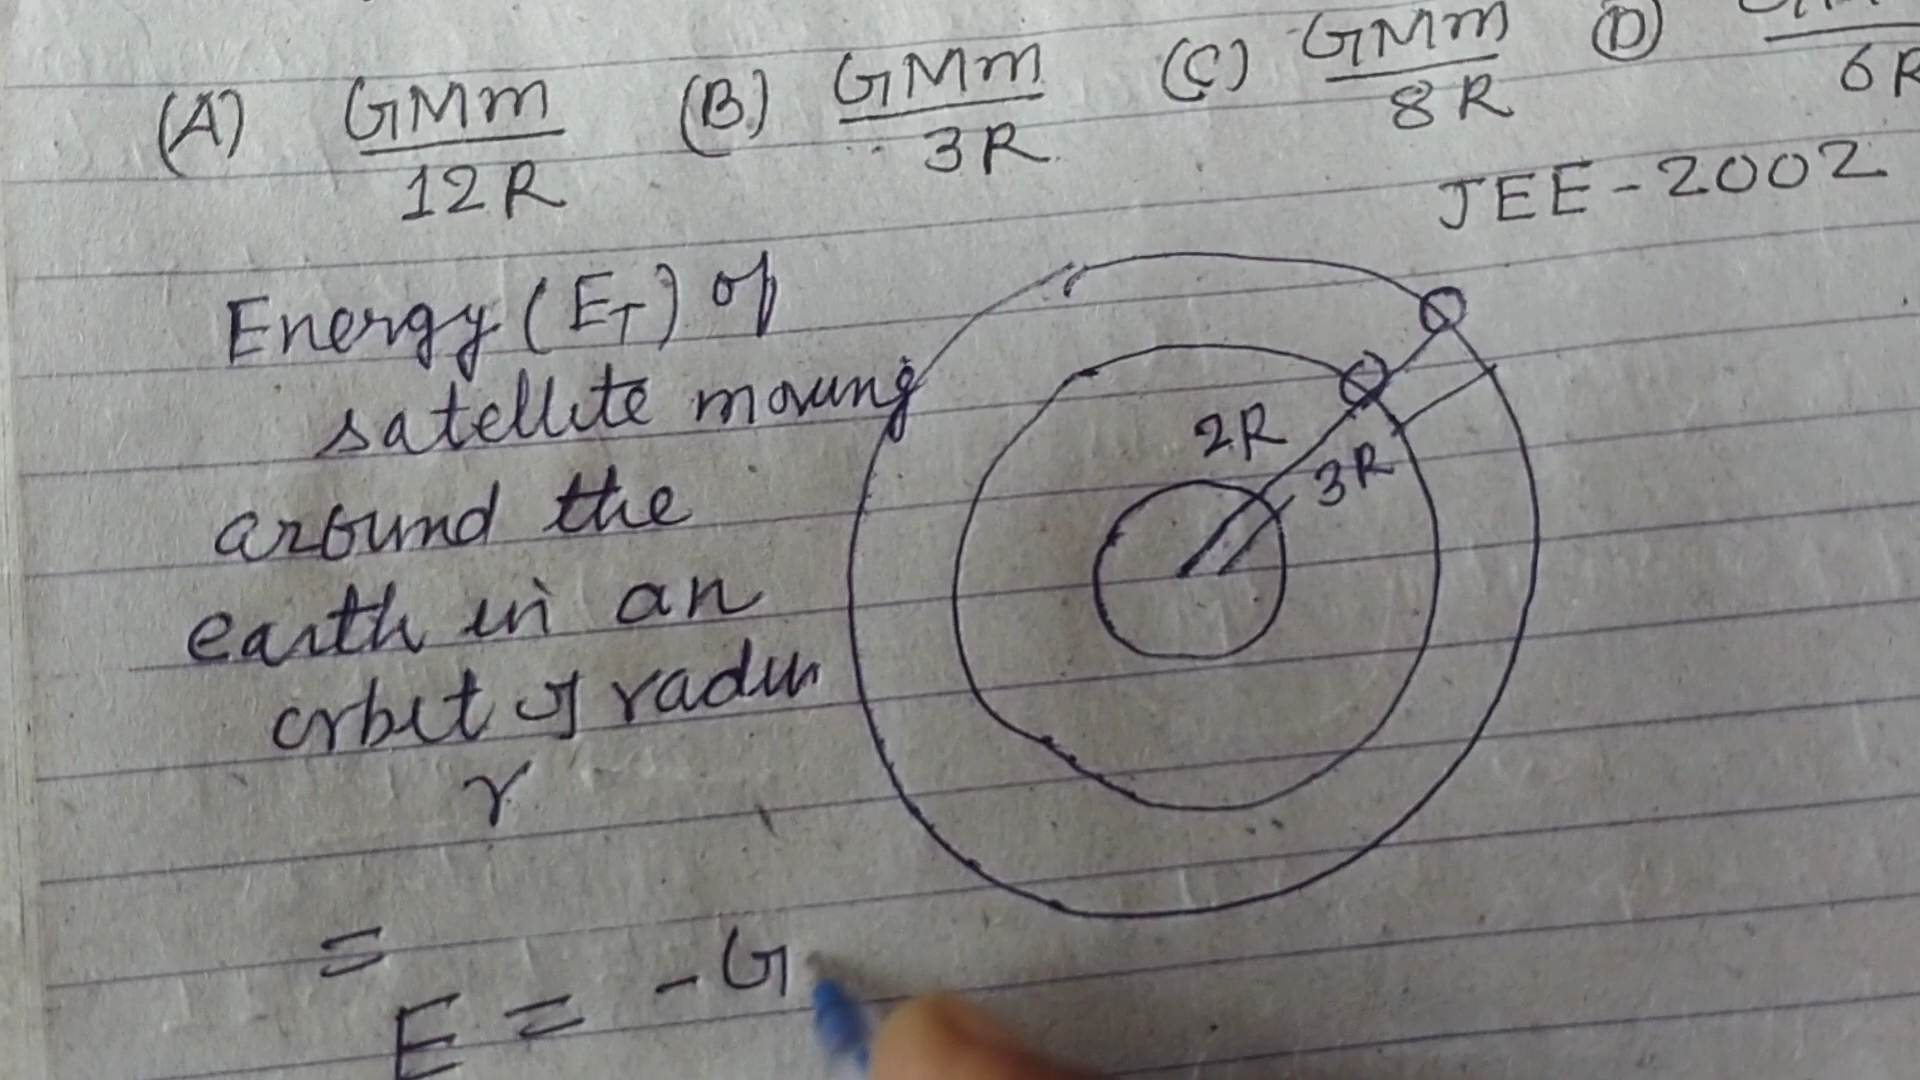 (A) GMm/12R (B) GMm/3R (C) GMm/8R (D) 6R
JEE-2002
Energy (E_T) of
satellite moving
around the
earth in an
orbit of radius
r
2R
3R
=
E = -G